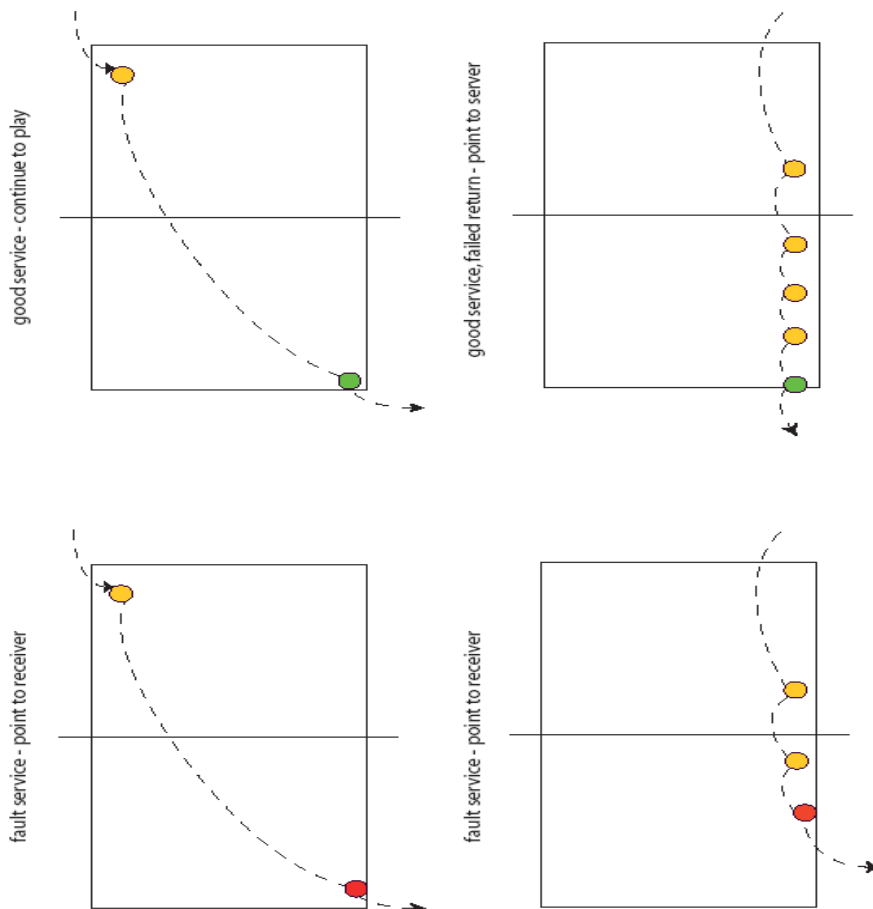 good service - continue to play
good service, failed return - point to server
fault service - point to receiver
fault service - point to receiver